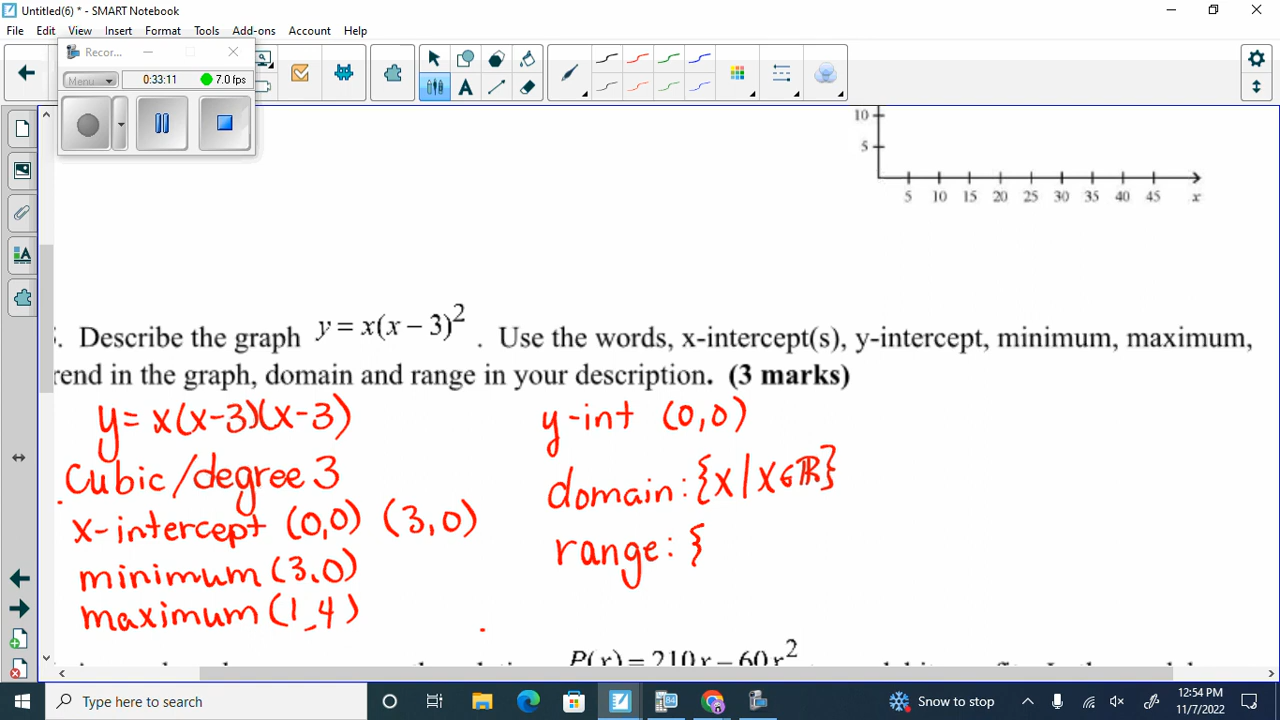 Untitled(6) * - SMART Notebook
File Edit View Insert Format Tools Add-ons Account Help
Recor...
Menu 0:33:11 7.0 fps
10
5
5 10 15 20 25 30 35 40 45 x
. Describe the graph y = x(x − 3)² . Use the words, x-intercept(s), y-intercept, minimum, maximum,
rend in the graph, domain and range in your description. (3 marks)
y= x(x-3)(x-3)
Cubic/degree 3
x-intercept (0,0) (3,0)
minimum (3,0)
maximum (1,4)
y-int (0,0)
domain: {x/x∈ℝ}
range: {
P(r) = 210r − 60r²
Type here to search
Snow to stop
12:54 PM
11/7/2022